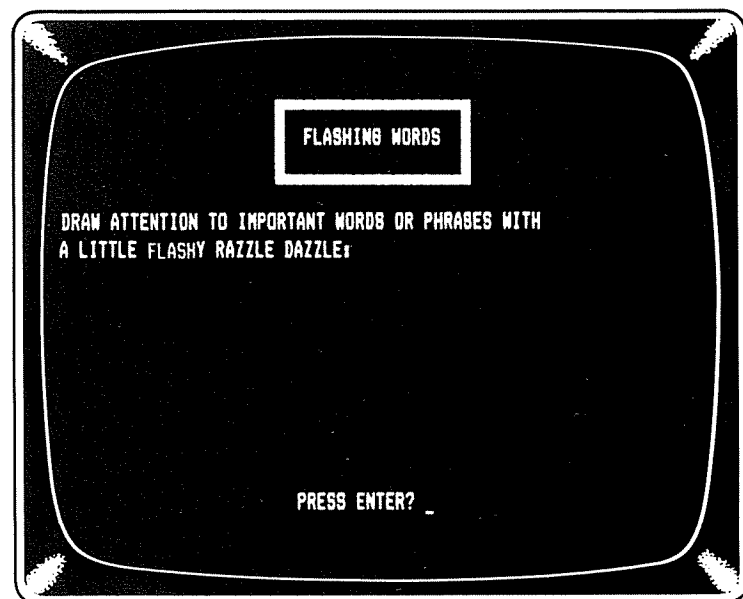 FLASHING WORDS
DRAW ATTENTION TO IMPORTANT WORDS OR PHRASES WITH
A LITTLE FLASHY RAZZLE DAZZLE:
PRESS ENTER? _